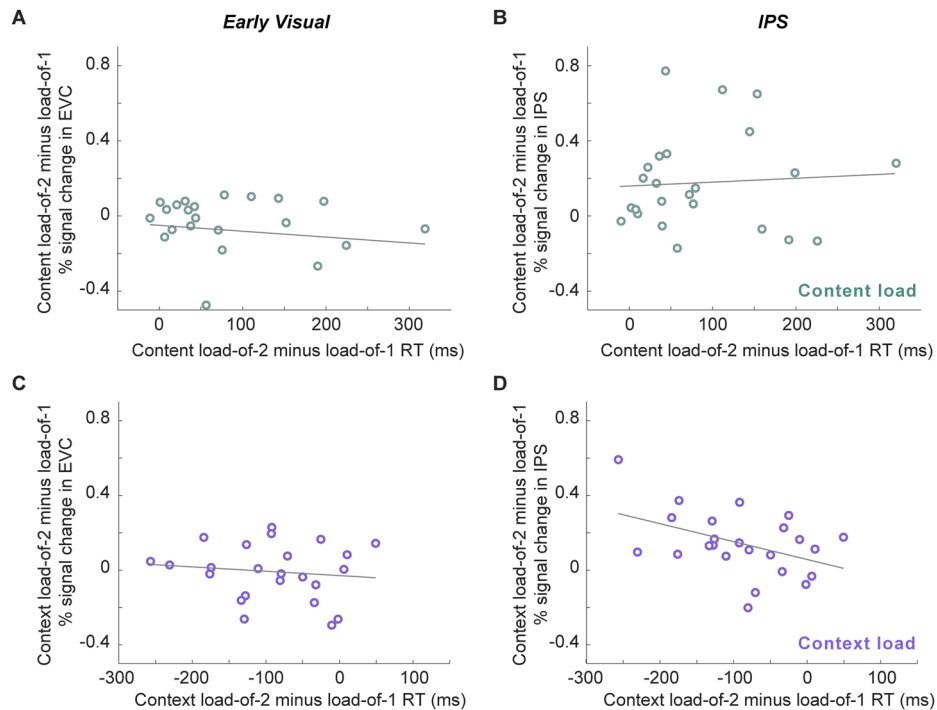 A
Early Visual
B
IPS
Content load-of-2 minus load-of-1
% signal change in EVC
0.8
0.4
0
-0.4
0
100
200
300
Content load-of-2 minus load-of-1 RT (ms)
Content load-of-2 minus load-of-1
% signal change in IPS
0.8
0.4
0
-0.4
Content load
0
100
200
300
Content load-of-2 minus load-of-1 RT (ms)
C
D
Context load-of-2 minus load-of-1
% signal change in EVC
0.8
0.4
0
-0.4
-300
-200
-100
0
100
Context load-of-2 minus load-of-1 RT (ms)
Context load-of-2 minus load-of-1
% signal change in IPS
0.8
0.4
0
-0.4
Context load
-300
-200
-100
0
100
Context load-of-2 minus load-of-1 RT (ms)